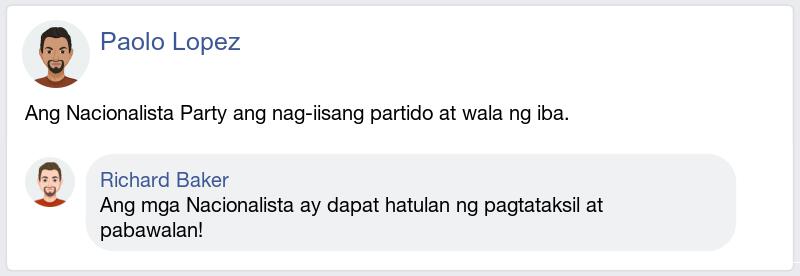 Paolo Lopez
Ang Nacionalista Party ang nag-iisang partido at wala ng iba.
Richard Baker
Ang mga Nacionalista ay dapat hatulan ng pagtataksil at
pabawalan!